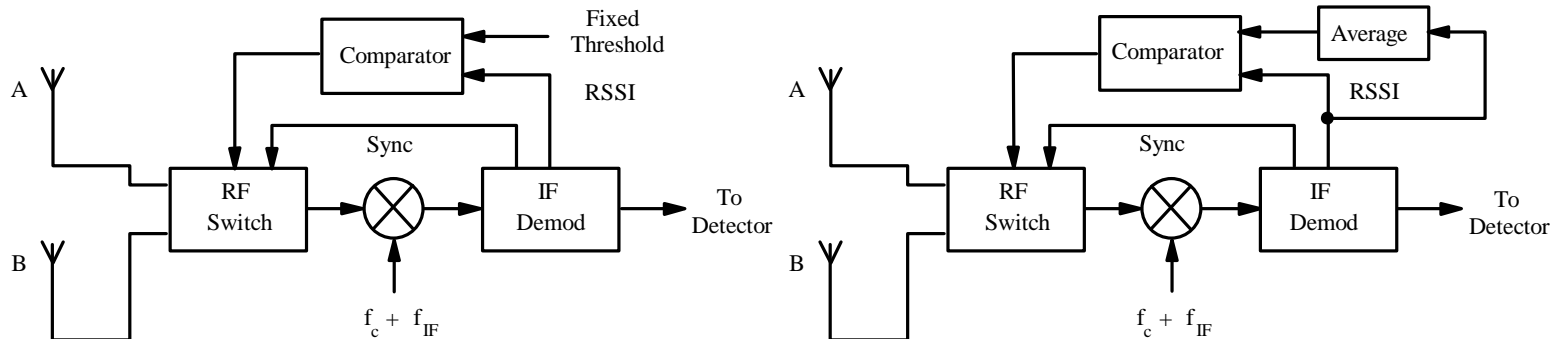 Fixed
Threshold
Comparator
A
RSSI
Sync
RF
Switch
IF
Demod
To
Detector
B
f_c + f_IF
Average
Comparator
A
RSSI
Sync
RF
Switch
IF
Demod
To
Detector
B
f_c + f_IF